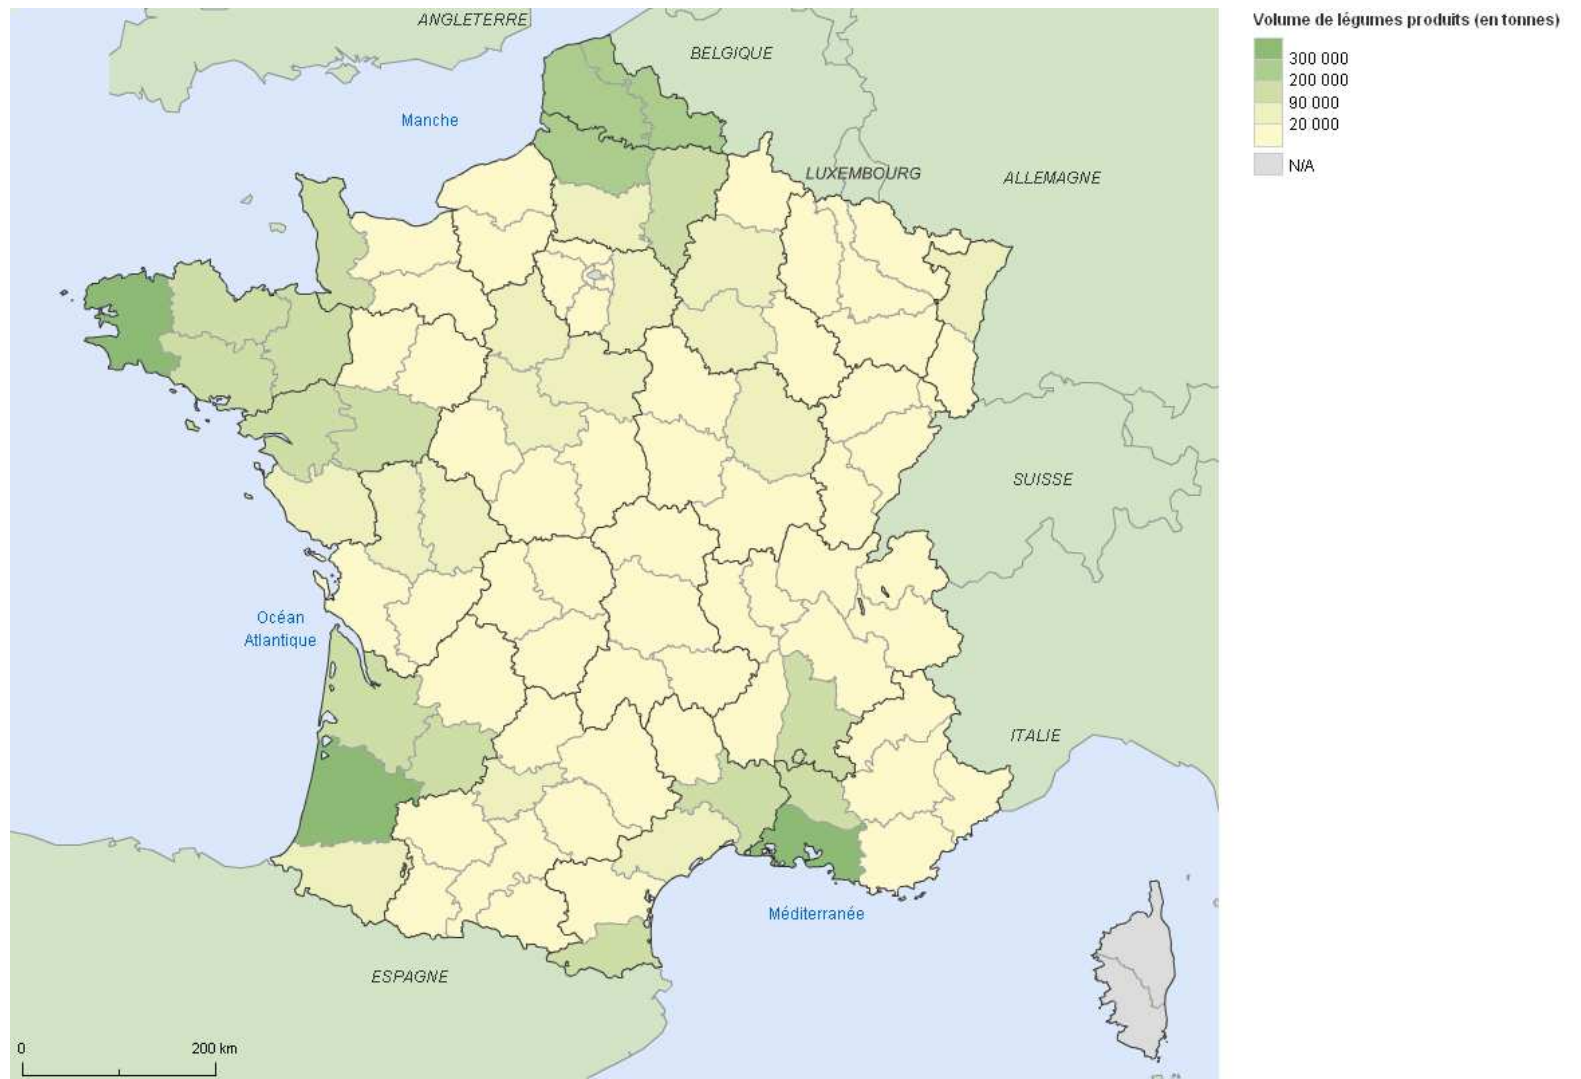 ANGLETERRE
BELGIQUE
Manche
LUXEMBOURG
ALLEMAGNE
SUISSE
Océan
Atlantique
ITALIE
Méditerranée
ESPAGNE
0 200 km
Volume de légumes produits (en tonnes)
300 000
200 000
90 000
20 000
N/A